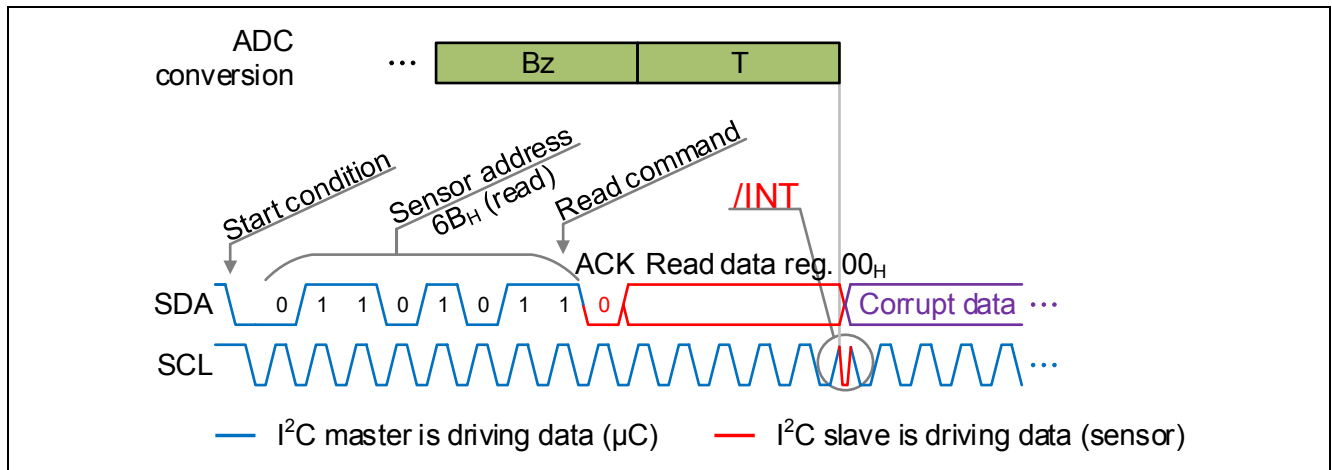 ADC
conversion
··· Bz T
Start condition
Sensor address
6BH (read)
Read command
/INT
ACK Read data reg. 00H
SDA 0 1 1 0 1 0 1 1 0 Corrupt data ···
SCL ···
I²C master is driving data (µC) I²C slave is driving data (sensor)